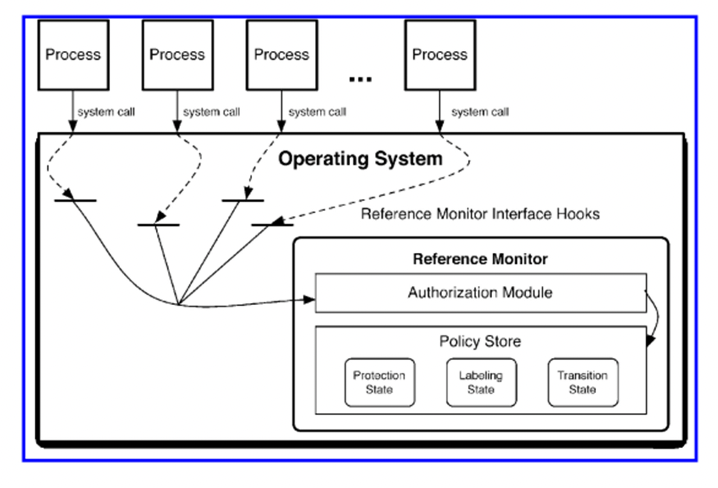 Process Process Process ... Process
system call system call system call system call
Operating System
Reference Monitor Interface Hooks
Reference Monitor
Authorization Module
Policy Store
Protection State
Labeling State
Transition State